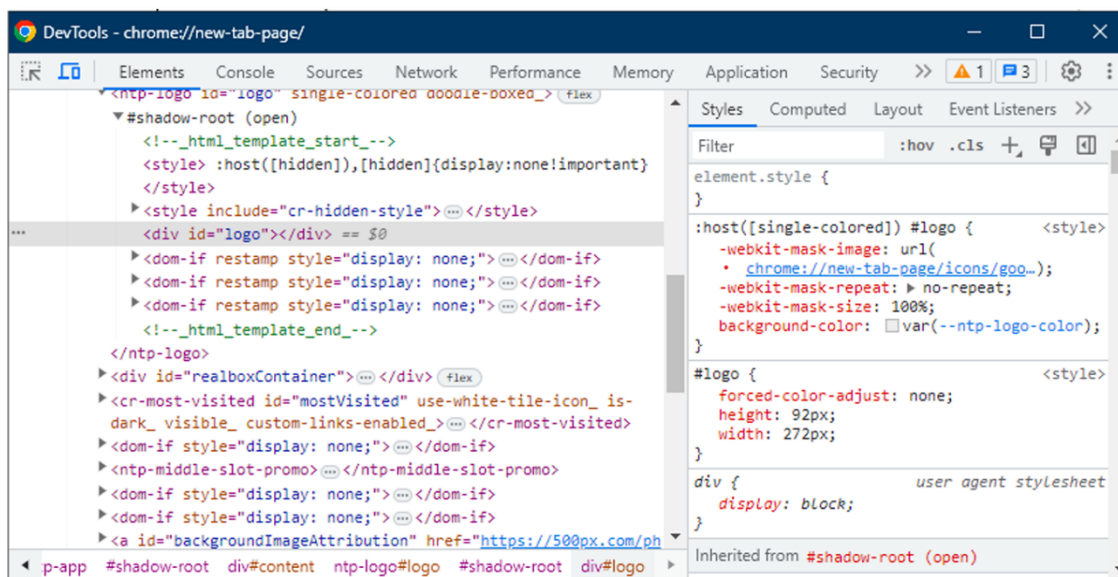 DevTools - chrome://new-tab-page/
Elements Console Sources Network Performance Memory Application Security >> 1 3
<ntp-logo id="logo" single-colored doodle-boxed_> flex
#shadow-root (open)
<!--_html_template_start_-->
<style> :host([hidden]),[hidden]{display:none!important}
</style>
<style include="cr-hidden-style">…</style>
<div id="logo"></div> == $0
<dom-if restamp style="display: none;">…</dom-if>
<dom-if restamp style="display: none;">…</dom-if>
<dom-if restamp style="display: none;">…</dom-if>
<!--_html_template_end_-->
</ntp-logo>
<div id="realboxContainer">…</div> flex
<cr-most-visited id="mostVisited" use-white-tile-icon_ is-
dark_ visible_ custom-links-enabled_>…</cr-most-visited>
<dom-if style="display: none;">…</dom-if>
<ntp-middle-slot-promo>…</ntp-middle-slot-promo>
<dom-if style="display: none;">…</dom-if>
<dom-if style="display: none;">…</dom-if>
<a id="backgroundImageAttribution" href="https://500px.com/ph
p-app #shadow-root div#content ntp-logo#logo #shadow-root div#logo
Styles Computed Layout Event Listeners >>
Filter :hov .cls
element.style {
}
:host([single-colored]) #logo { <style>
-webkit-mask-image: url(
chrome://new-tab-page/icons/goo…);
-webkit-mask-repeat: no-repeat;
-webkit-mask-size: 100%;
background-color: var(--ntp-logo-color);
}
#logo { <style>
forced-color-adjust: none;
height: 92px;
width: 272px;
}
div { user agent stylesheet
display: block;
}
Inherited from #shadow-root (open)